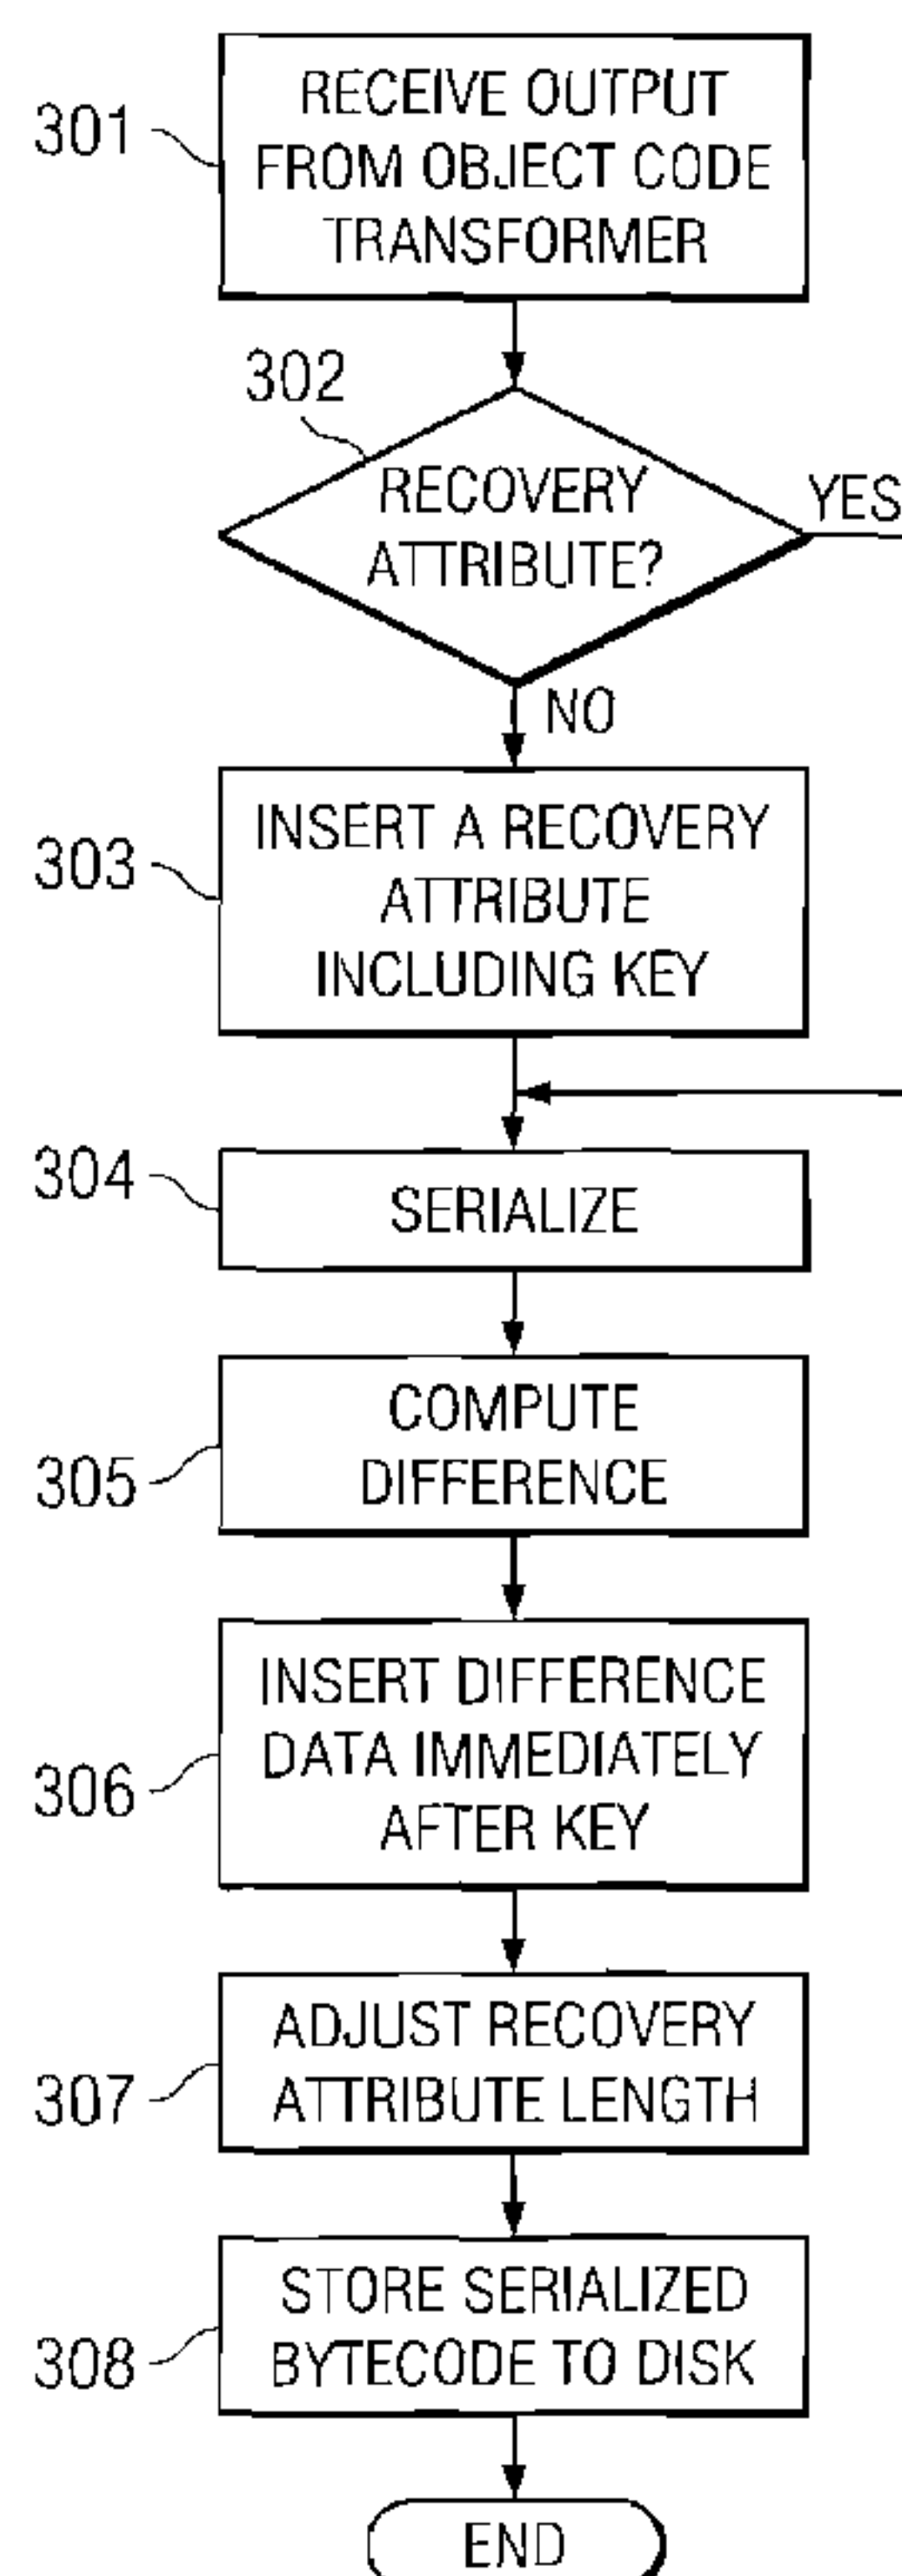 301
RECEIVE OUTPUT
FROM OBJECT CODE
TRANSFORMER
302
RECOVERY
ATTRIBUTE?
YES
NO
303
INSERT A RECOVERY
ATTRIBUTE
INCLUDING KEY
304
SERIALIZE
305
COMPUTE
DIFFERENCE
306
INSERT DIFFERENCE
DATA IMMEDIATELY
AFTER KEY
307
ADJUST RECOVERY
ATTRIBUTE LENGTH
308
STORE SERIALIZED
BYTECODE TO DISK
END